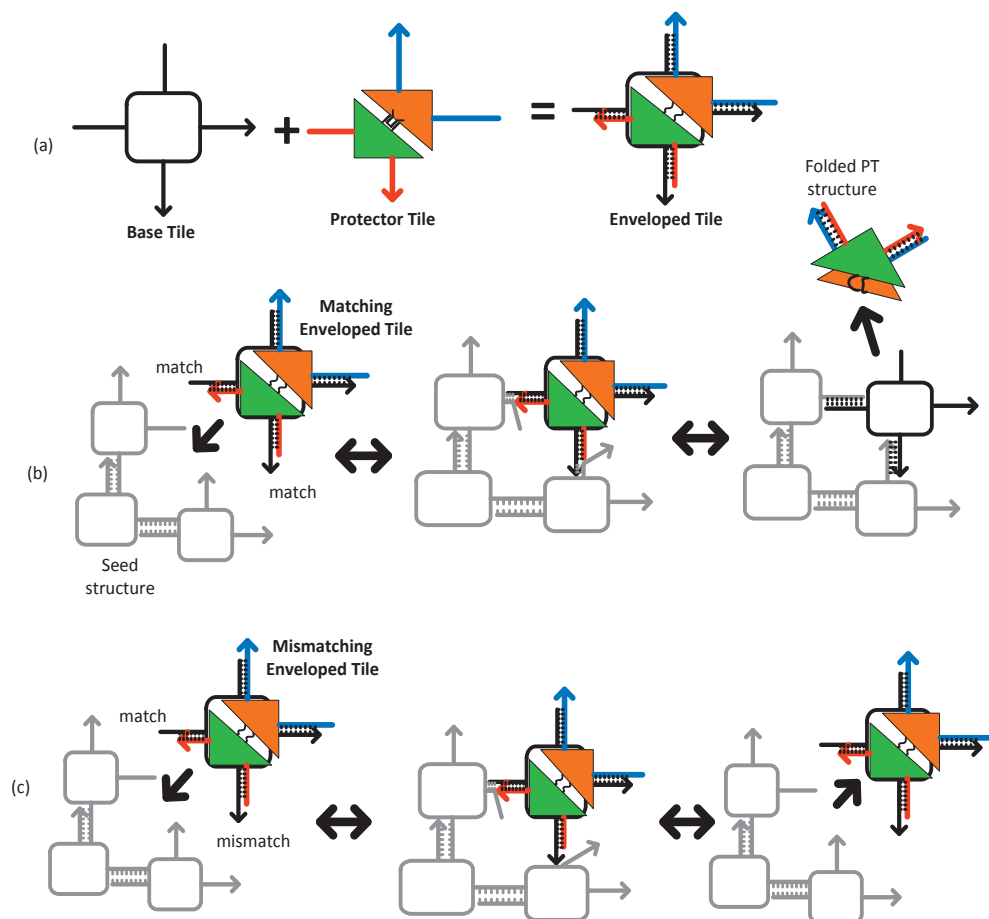 (a)
+
=
Base Tile
Protector Tile
Enveloped Tile
Folded PT
structure
(b)
Matching
Enveloped Tile
match
match
Seed
structure
(c)
Mismatching
Enveloped Tile
match
mismatch